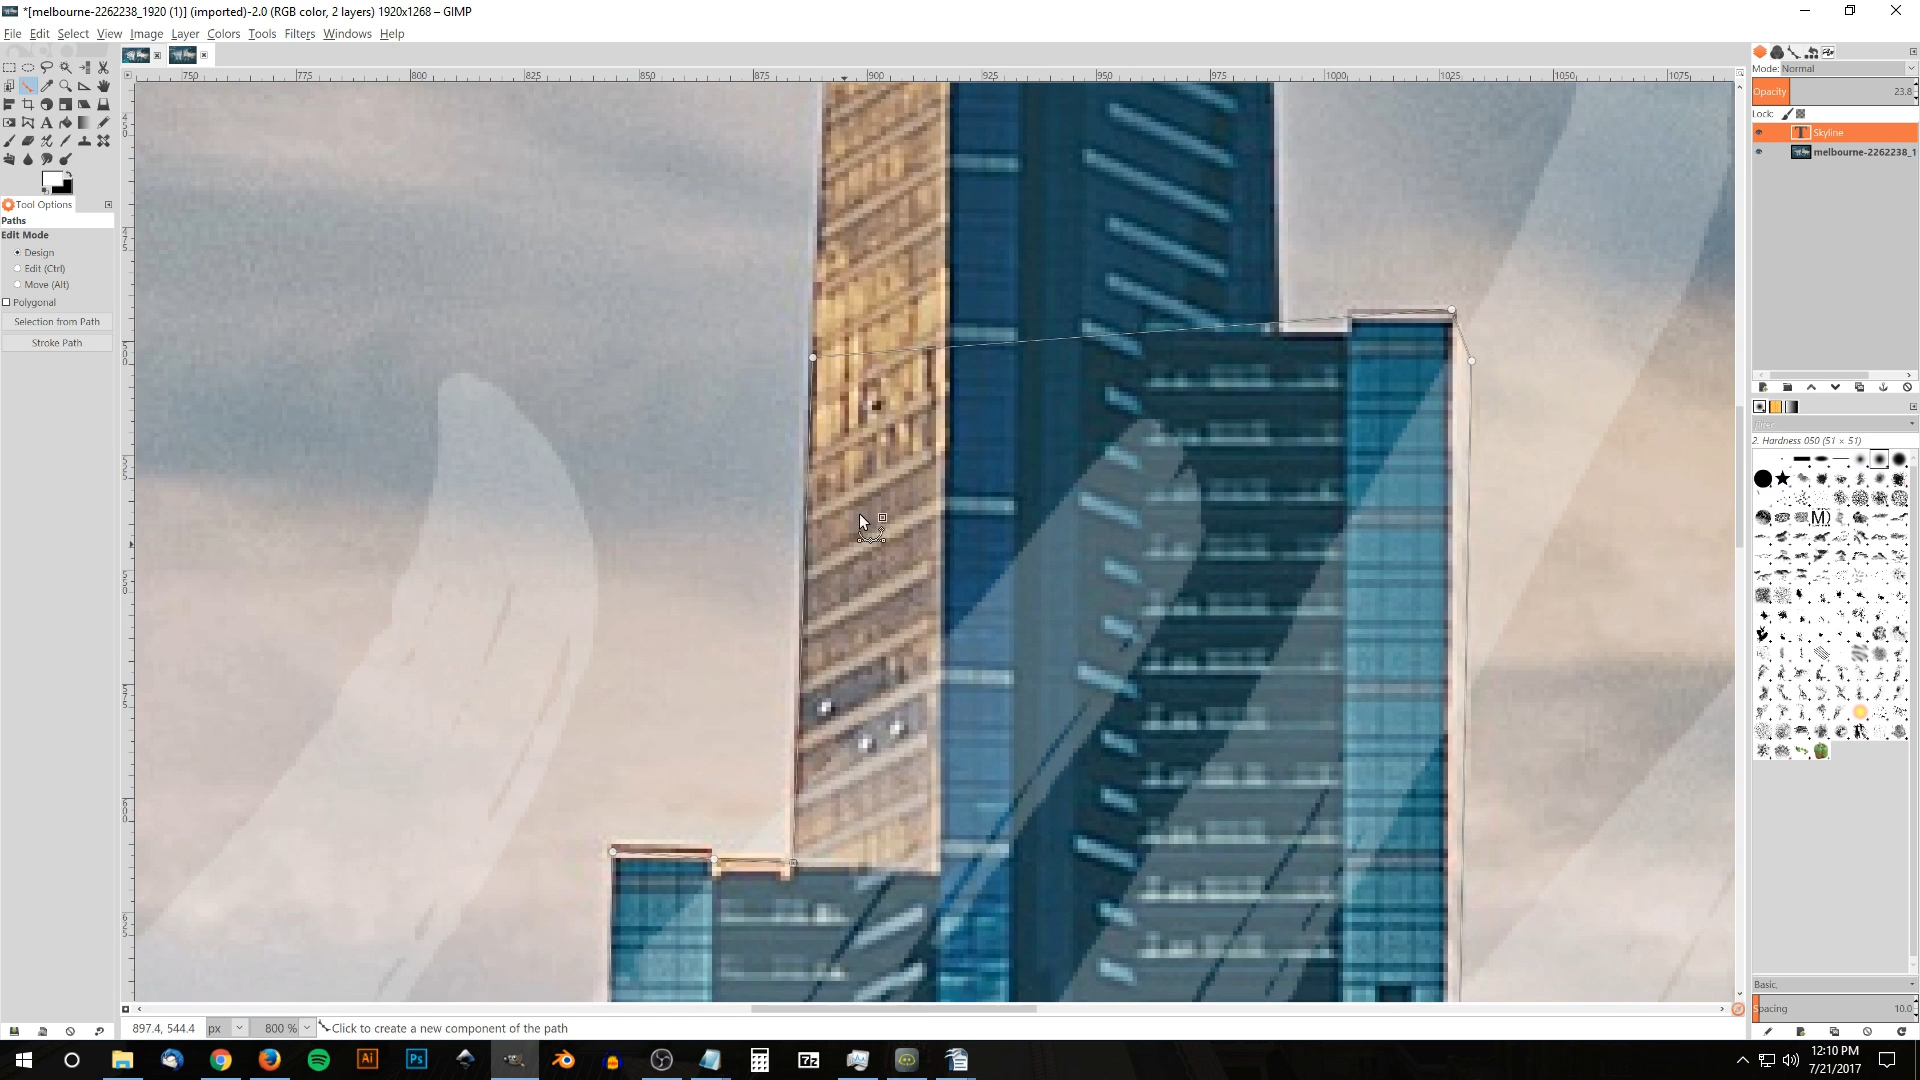 *[melbourne-2262238_1920 (1)] (imported)-2.0 (RGB color, 2 layers) 1920x1268 – GIMP
File Edit Select View Image Layer Colors Tools Filters Windows Help
750 775 800 825 850 875 900 925 950 975 1000 1025 1050 1075
Tool Options
Paths
Edit Mode
Design
Edit (Ctrl)
Move (Alt)
Polygonal
Selection from Path
Stroke Path
Mode: Normal
Opacity 23.8
Lock:
T Skyline
melbourne-2262238_1
filter
2. Hardness 050 (51 × 51)
Basic,
Spacing 10.0
897.4, 544.4 px 800 % Click to create a new component of the path
Ai Ps 7z
12:10 PM
7/21/2017